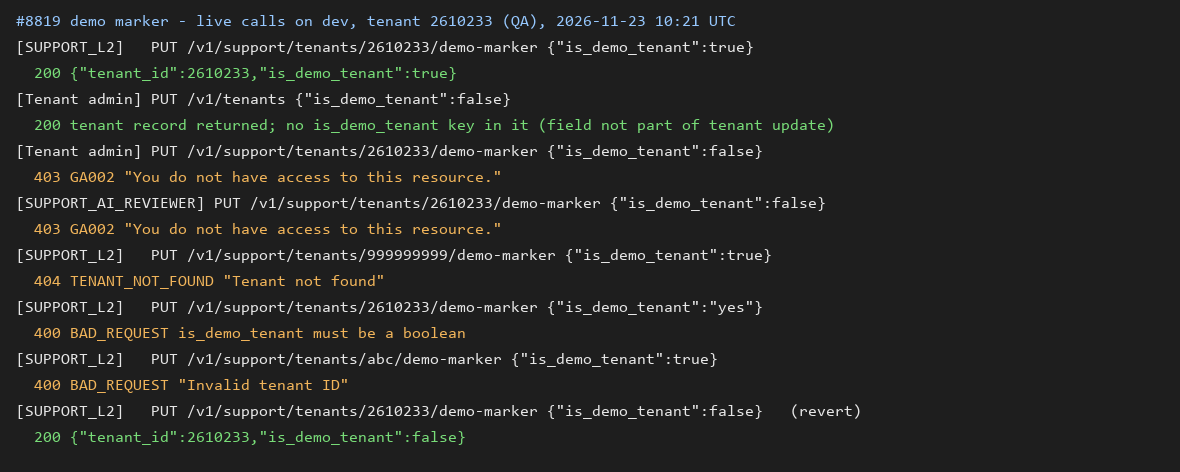 #8819 demo marker - live calls on dev, tenant 2610233 (QA), 2026-11-23 10:21 UTC
[SUPPORT_L2]   PUT /v1/support/tenants/2610233/demo-marker {"is_demo_tenant":true}
  200 {"tenant_id":2610233,"is_demo_tenant":true}
[Tenant admin] PUT /v1/tenants {"is_demo_tenant":false}
  200 tenant record returned; no is_demo_tenant key in it (field not part of tenant update)
[Tenant admin] PUT /v1/support/tenants/2610233/demo-marker {"is_demo_tenant":false}
  403 GA002 "You do not have access to this resource."
[SUPPORT_AI_REVIEWER] PUT /v1/support/tenants/2610233/demo-marker {"is_demo_tenant":false}
  403 GA002 "You do not have access to this resource."
[SUPPORT_L2]   PUT /v1/support/tenants/999999999/demo-marker {"is_demo_tenant":true}
  404 TENANT_NOT_FOUND "Tenant not found"
[SUPPORT_L2]   PUT /v1/support/tenants/2610233/demo-marker {"is_demo_tenant":"yes"}
  400 BAD_REQUEST is_demo_tenant must be a boolean
[SUPPORT_L2]   PUT /v1/support/tenants/abc/demo-marker {"is_demo_tenant":true}
  400 BAD_REQUEST "Invalid tenant ID"
[SUPPORT_L2]   PUT /v1/support/tenants/2610233/demo-marker {"is_demo_tenant":false}   (revert)
  200 {"tenant_id":2610233,"is_demo_tenant":false}